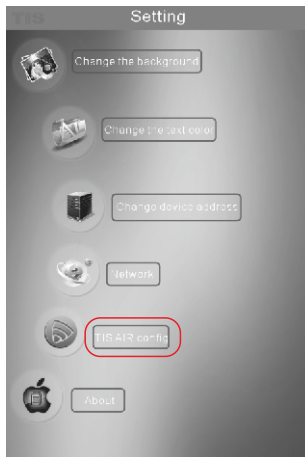 TIS
Setting
Change the background
Change the text color
Change device address
Network
TIS AIR config
About